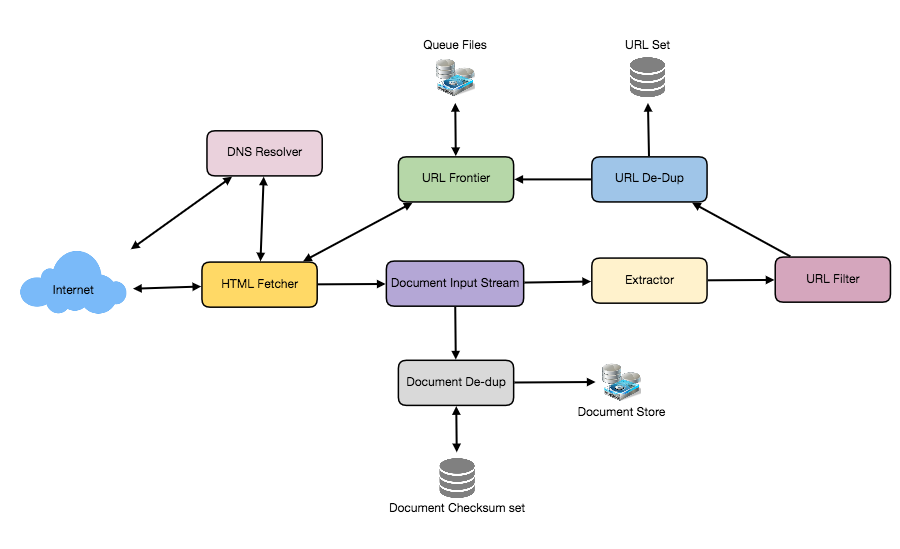 Queue Files
URL Set
DNS Resolver
URL Frontier
URL De-Dup
Internet
HTML Fetcher
Document Input Stream
Extractor
URL Filter
Document De-dup
Document Store
Document Checksum set